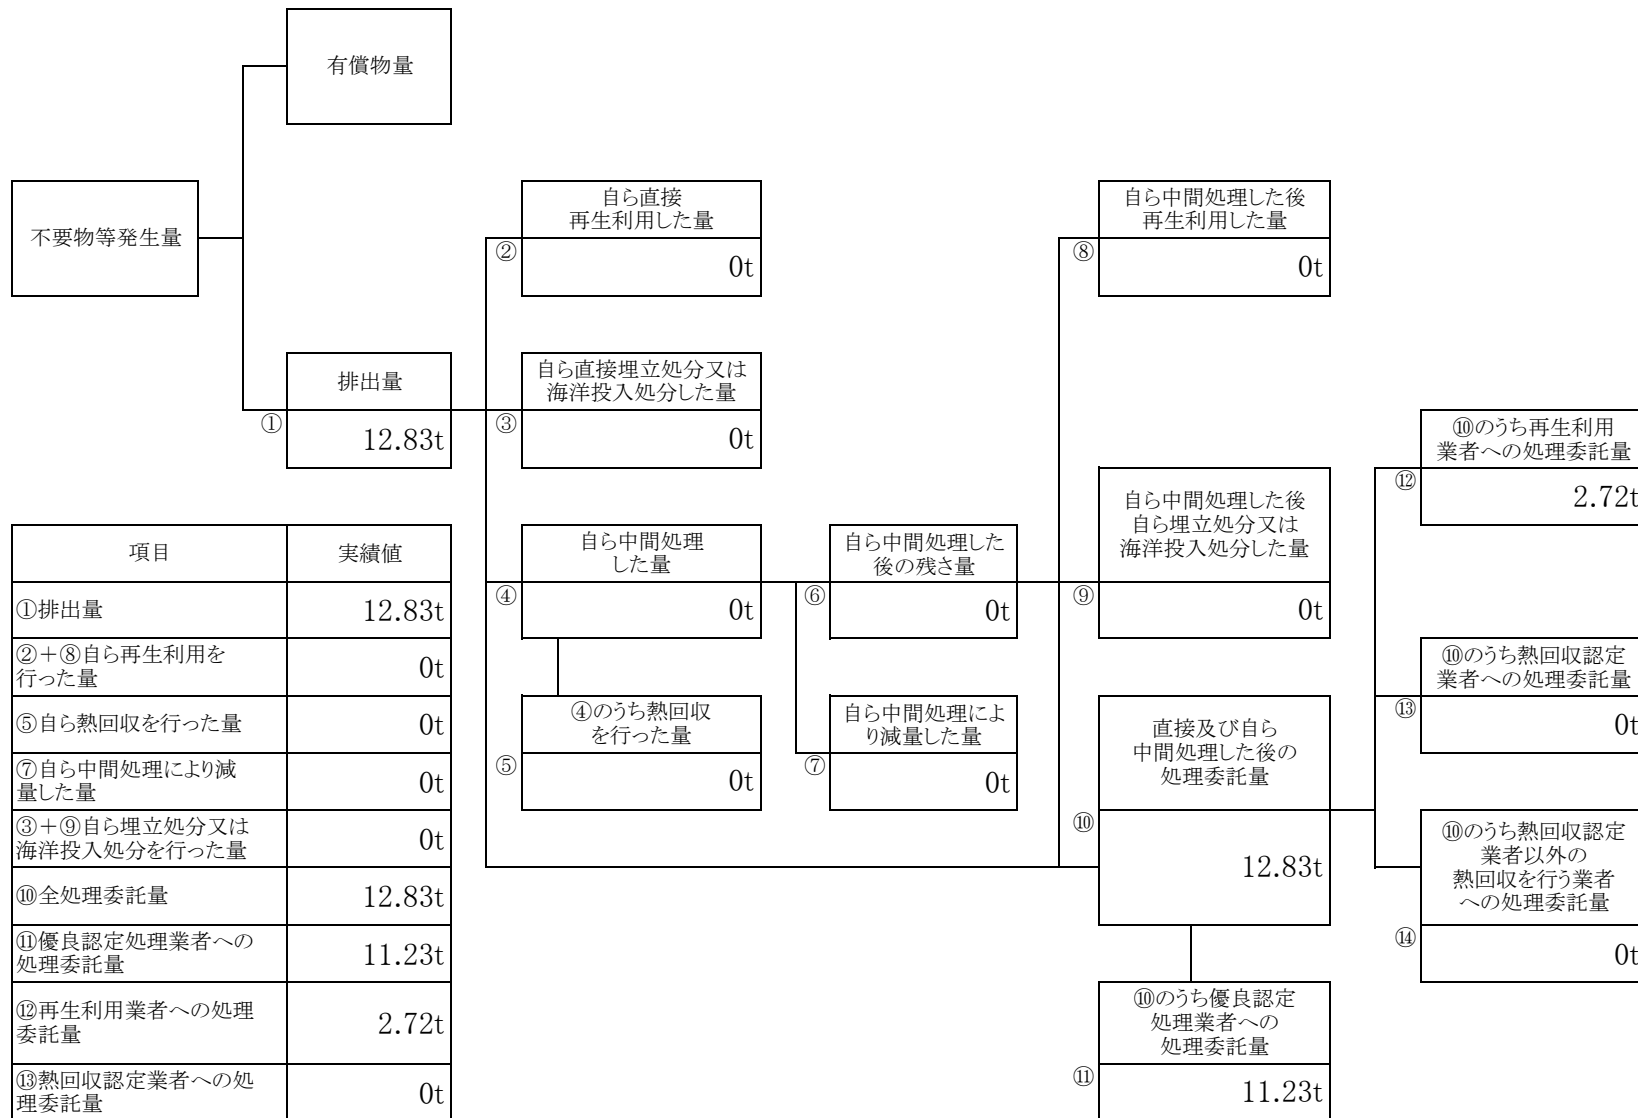 有償物量
不要物等発生量
自ら直接
再生利用した量
②
0t
自ら中間処理した後
再生利用した量
⑧
0t
排出量
①
12.83t
自ら直接埋立処分又は
海洋投入処分した量
③
0t
⑩のうち再生利用
業者への処理委託量
⑫
2.72t
自ら中間処理
した量
④
0t
自ら中間処理した
後の残さ量
⑥
0t
自ら中間処理した後
自ら埋立処分又は
海洋投入処分した量
⑨
0t
④のうち熱回収
を行った量
⑤
0t
自ら中間処理によ
り減量した量
⑦
0t
直接及び自ら
中間処理した後の
処理委託量
⑩
12.83t
⑩のうち熱回収認定
業者への処理委託量
⑬
0t
⑩のうち熱回収認定
業者以外の
熱回収を行う業者
への処理委託量
⑭
0t
⑩のうち優良認定
処理業者への
処理委託量
⑪
11.23t
項目 実績値
①排出量 12.83t
②+⑧自ら再生利用を
行った量 0t
⑤自ら熱回収を行った量 0t
⑦自ら中間処理により減
量した量 0t
③+⑨自ら埋立処分又は
海洋投入処分を行った量 0t
⑩全処理委託量 12.83t
⑪優良認定処理業者への
処理委託量 11.23t
⑫再生利用業者への処理
委託量 2.72t
⑬熱回収認定業者への処
理委託量 0t